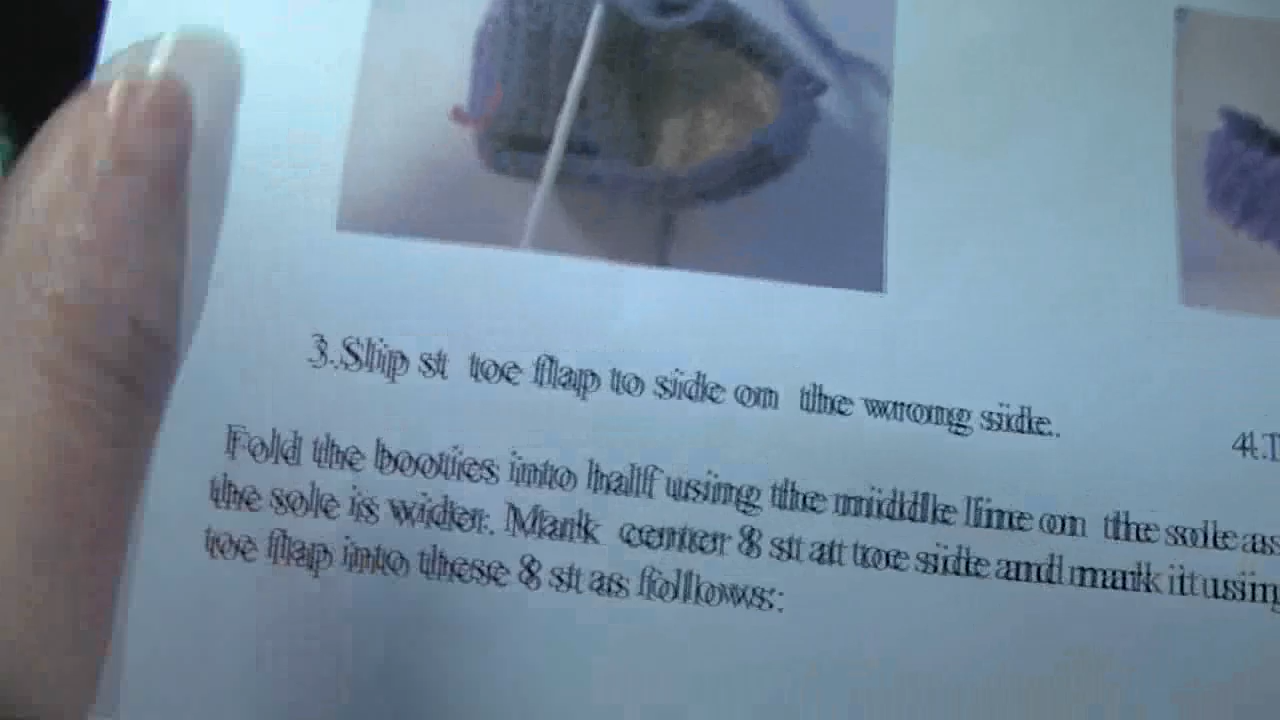 3.Slip st toe flap to side on the wrong side.
4.T
Fold the booties into half using the middle line on the sole as
the sole is wider. Mark center 8 st at toe side and mark it usin
toe flap into these 8 st as follows: